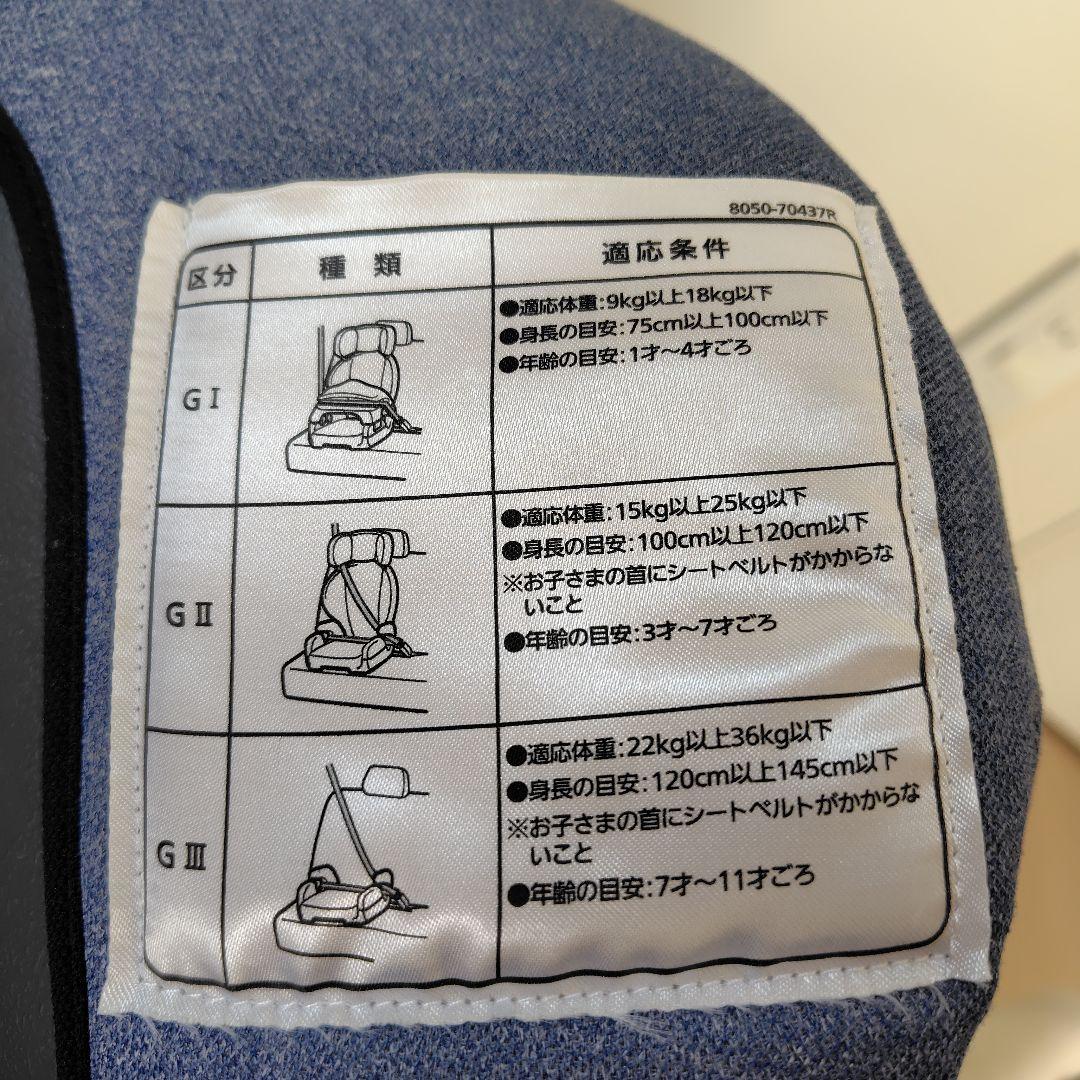 8050-70437R
区分 種類 適応条件
GⅠ
●適応体重:9kg以上18kg以下
●身長の目安:75cm以上100cm以下
●年齢の目安:1才〜4才ごろ
GⅡ
●適応体重:15kg以上25kg以下
●身長の目安:100cm以上120cm以下
※お子さまの首にシートベルトがかからな
いこと
●年齢の目安:3才〜7才ごろ
GⅢ
●適応体重:22kg以上36kg以下
●身長の目安:120cm以上145cm以下
※お子さまの首にシートベルトがかからな
いこと
●年齢の目安:7才〜11才ごろ